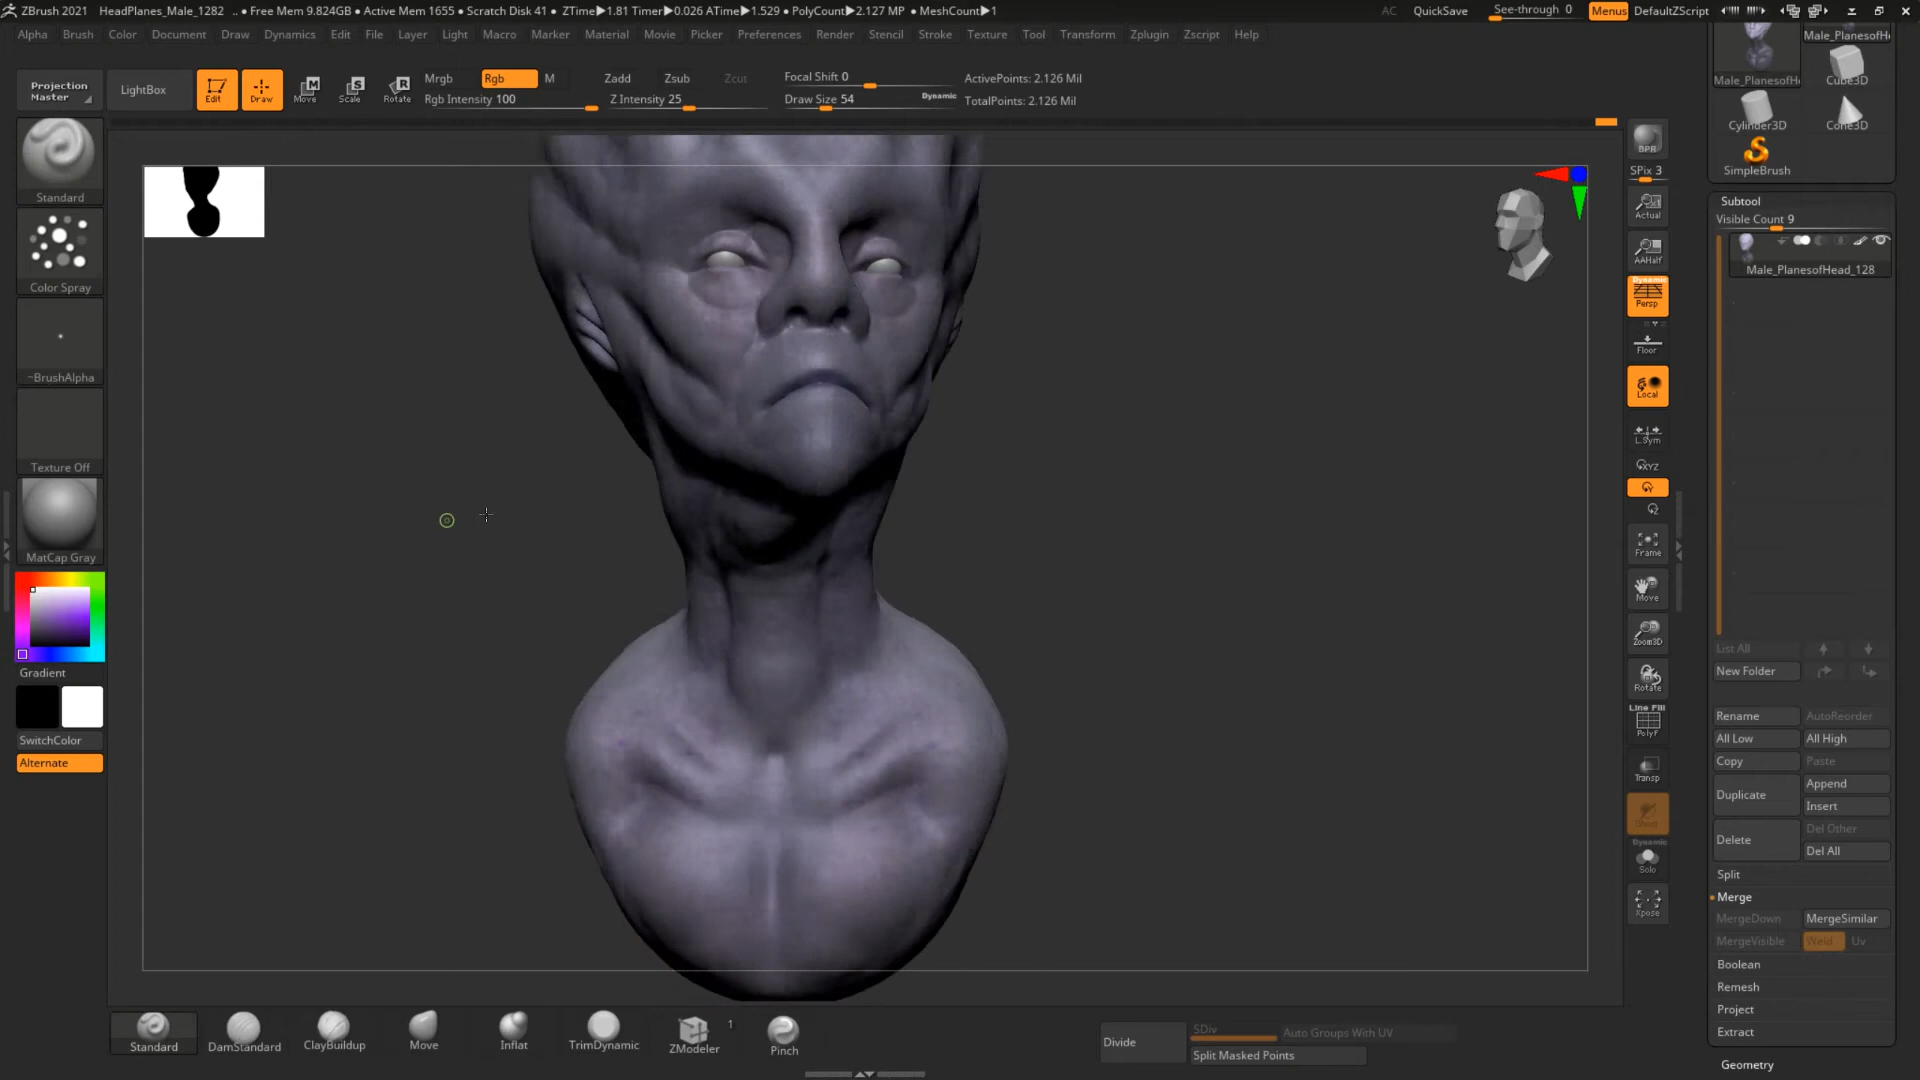 ZBrush 2021 HeadPlanes_Male_1282 .. ● Free Mem 9.824GB ● Active Mem 1655 ● Scratch Disk 41 ● ZTime▶1.81 Timer▶0.026 ATime▶1.529 ● PolyCount▶2.127 MP ● MeshCount▶1 AC QuickSave See-through 0 Menus DefaultZScript
Alpha Brush Color Document Draw Dynamics Edit File Layer Light Macro Marker Material Movie Picker Preferences Render Stencil Stroke Texture Tool Transform Zplugin Zscript Help
Projection Master
LightBox
Edit
Draw
Move
Scale
Rotate
Mrgb Rgb M
Rgb Intensity 100
Zadd Zsub Zcut
Z Intensity 25
Focal Shift 0
Draw Size 54
Dynamic
ActivePoints: 2.126 Mil
TotalPoints: 2.126 Mil
Standard
Color Spray
~BrushAlpha
Texture Off
MatCap Gray
Gradient
SwitchColor
Alternate
BPR
SPix 3
Actual
AAHalf
Dynamic
Persp
Floor
Local
L.Sym
XYZ
Y
Z
Frame
Move
Zoom3D
Rotate
Line Fill
PolyF
Transp
Dynamic
Solo
Xpose
Male_PlanesofHe
Male_PlanesofHe
Cube3D
Cylinder3D
Cone3D
SimpleBrush
Subtool
Visible Count 9
Male_PlanesofHead_128
List All
New Folder
Rename AutoReorder
All Low All High
Copy Paste
Duplicate
Append
Insert
Delete
Del Other
Del All
Split
Merge
MergeDown MergeSimilar
MergeVisible Weld Uv
Boolean
Remesh
Project
Extract
Geometry
Standard
DamStandard
ClayBuildup
Move
Inflat
TrimDynamic
ZModeler
1
Pinch
Divide
SDiv
Auto Groups With UV
Split Masked Points